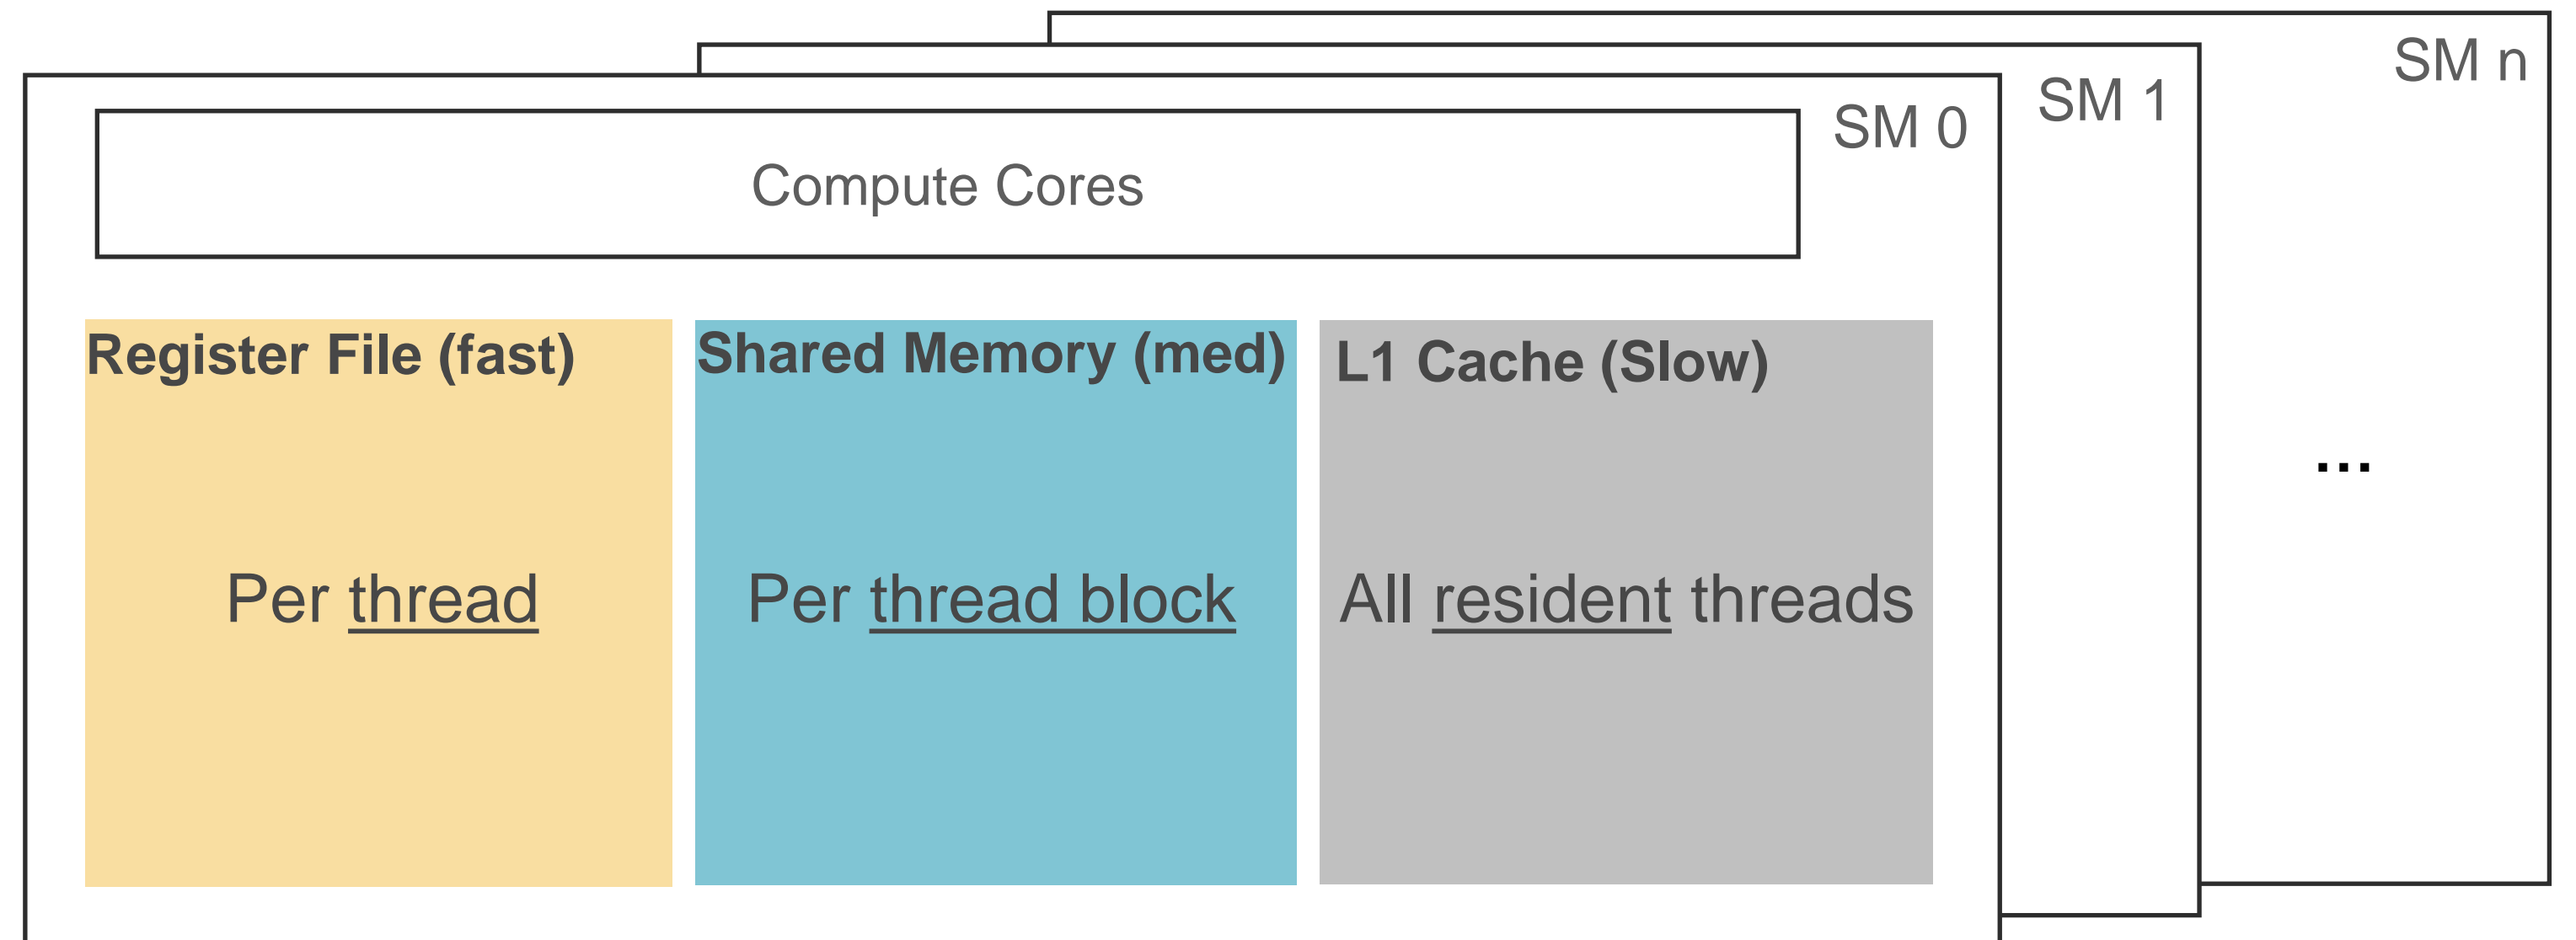 SM n
SM 1
SM 0
Compute Cores
Register File (fast)
Shared Memory (med)
L1 Cache (Slow)
...
Per thread
Per thread block
All resident threads